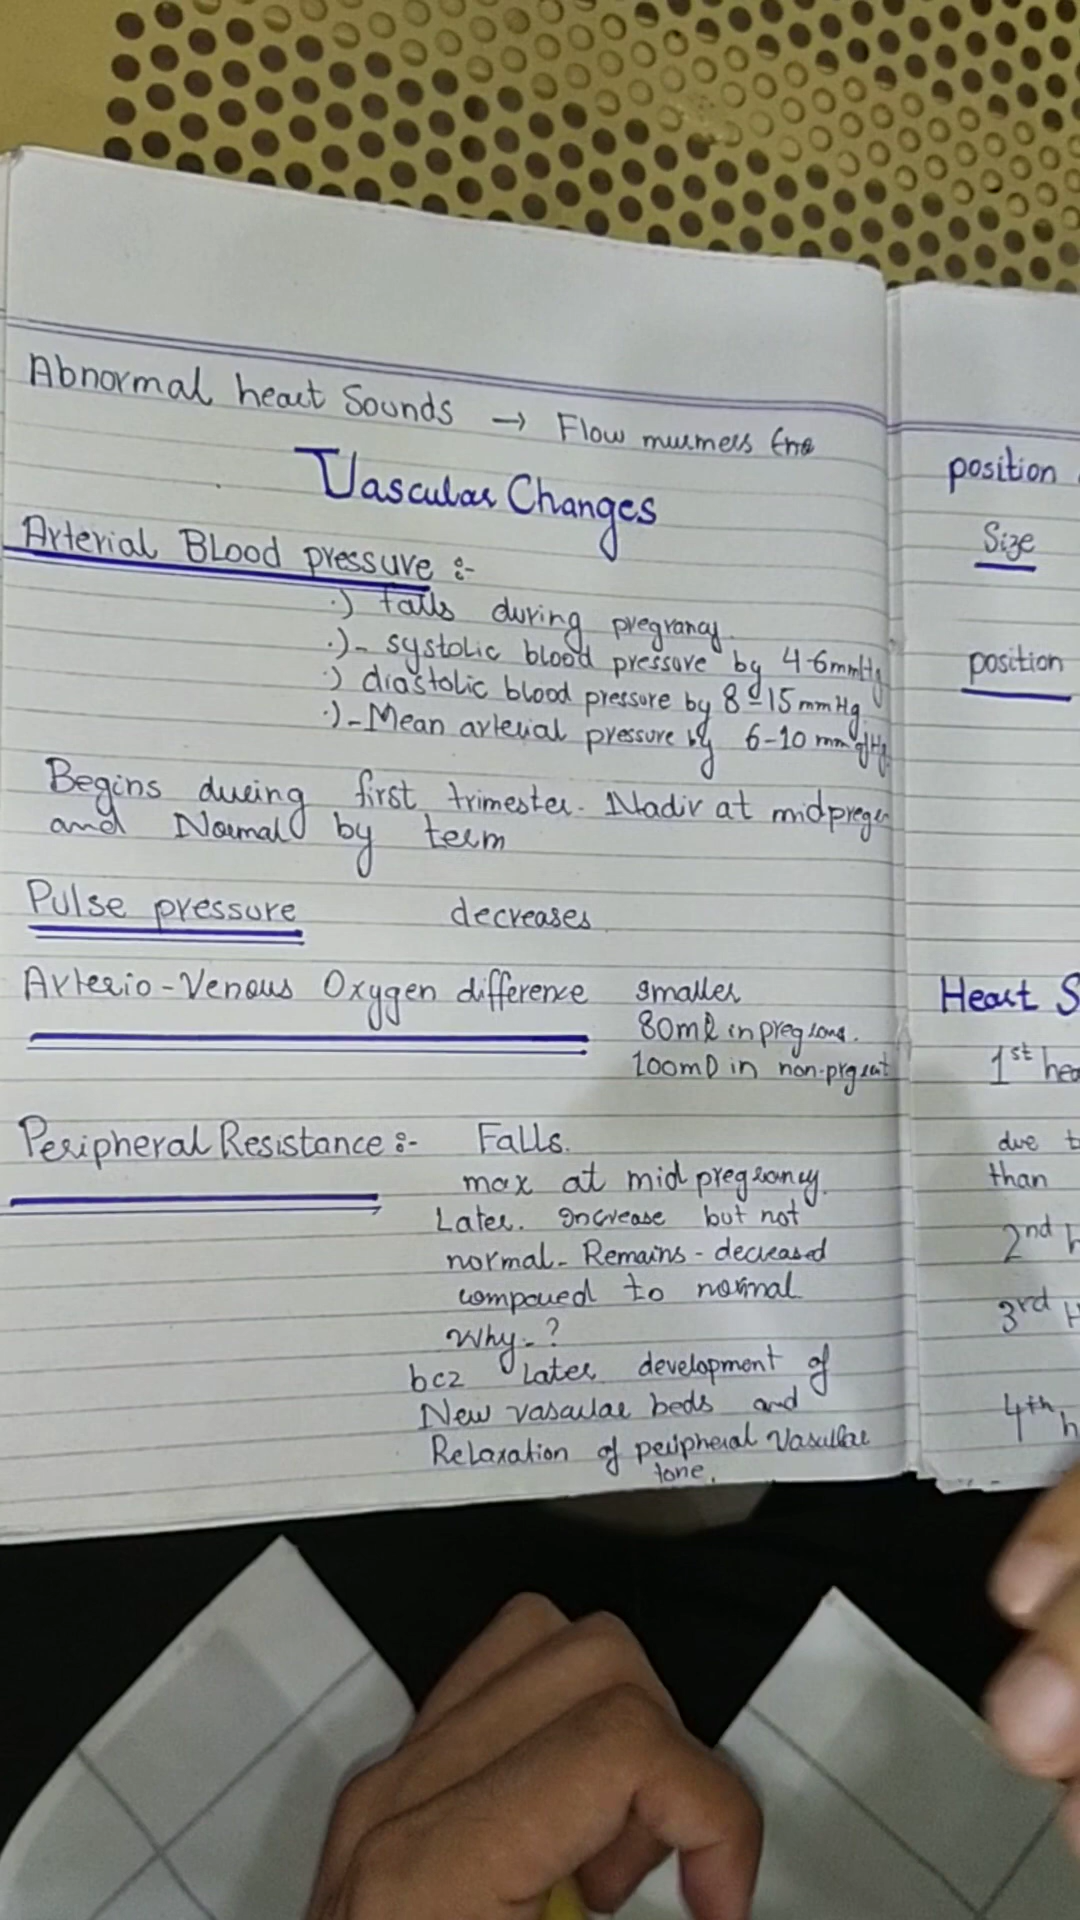 Abnormal heart Sounds → Flow murmers
Vascular Changes
Arterial Blood pressure :-
.) falls during pregnancy.
.)- systolic blood pressure by 4-6mmHg
.) diastolic blood pressure by 8-15 mmHg.
.)- Mean arterial pressure by 6-10 mm of Hg.
Begins during first trimester. Nadir at midpreg
and Normal by term
Pulse pressure decreases
Arterio-Venous Oxygen difference smaller
80ml in
100ml in non-prgent
Peripheral Resistance :- Falls.
max at mid pregnancy.
Later. increase but not
normal- Remains - decreased
compared to normal
Why-?
bcz Later development of
New vascular beds and
Relaxation of peripheral Vascular
tone.
position
Size
position
Heart S
1st hea
due t
than
2nd h
3rd H
4th h